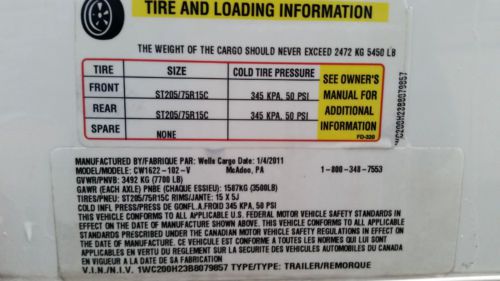 TIRE AND LOADING INFORMATION
THE WEIGHT OF THE CARGO SHOULD NEVER EXCEED 2472 KG 5450 LB
TIRE SIZE COLD TIRE PRESSURE
FRONT ST205/75R15C 345 KPA, 50 PSI
REAR ST205/75R15C 345 KPA, 50 PSI
SPARE NONE
SEE OWNER'S
MANUAL FOR
ADDITIONAL
INFORMATION
FO-320
1WC200H23B8079857
MANUFACTURED BY/FABRIQUE PAR: Wells Cargo Date: 1/4/2011
MODEL/MODELE: CW1622-102-V McAdoo, PA 1-800-348-7553
GVWR/PNVB: 3492 KG (7700 LB)
GAWR (EACH AXLE) PNBE (CHAQUE ESSIEU): 1587KG (3500LB)
TIRES/PNEU: ST205/75R15C RIMS/JANTE: 15 X 5J
COLD INFL PRESS/PRESS DE GONFL.A.FROID 345 KPA, 50 PSI
CONFORMS TO ALL APPLICABLE U.S. FEDERAL MOTOR VEHICLE SAFETY STANDARDS IN
EFFECT ON THE DATE OF MANUFACTURE SHOWN ABOVE. CONFORMS TO ALL APPLICABLE
STANDARDS PRESCRIBED UNDER THE CANADIAN MOTOR VEHICLE SAFETY REGULATIONS IN
EFFECT ON DATE OF MANUFACTURE. CE VEHICULE EST CONFORME A TOUTES LES NORMES QUI LUI SONT
APPLICABLES EN VERTU DU REGLEMENT SUR LA SECURITE DES VEHICULES AUTOMOBILES DU CANADA
EN VIGUEUR A LA DATE DE SA FABRICATION
V.I.N./N.I.V. 1WC200H23B8079857 TYPE/TYPE: TRAILER/REMORQUE